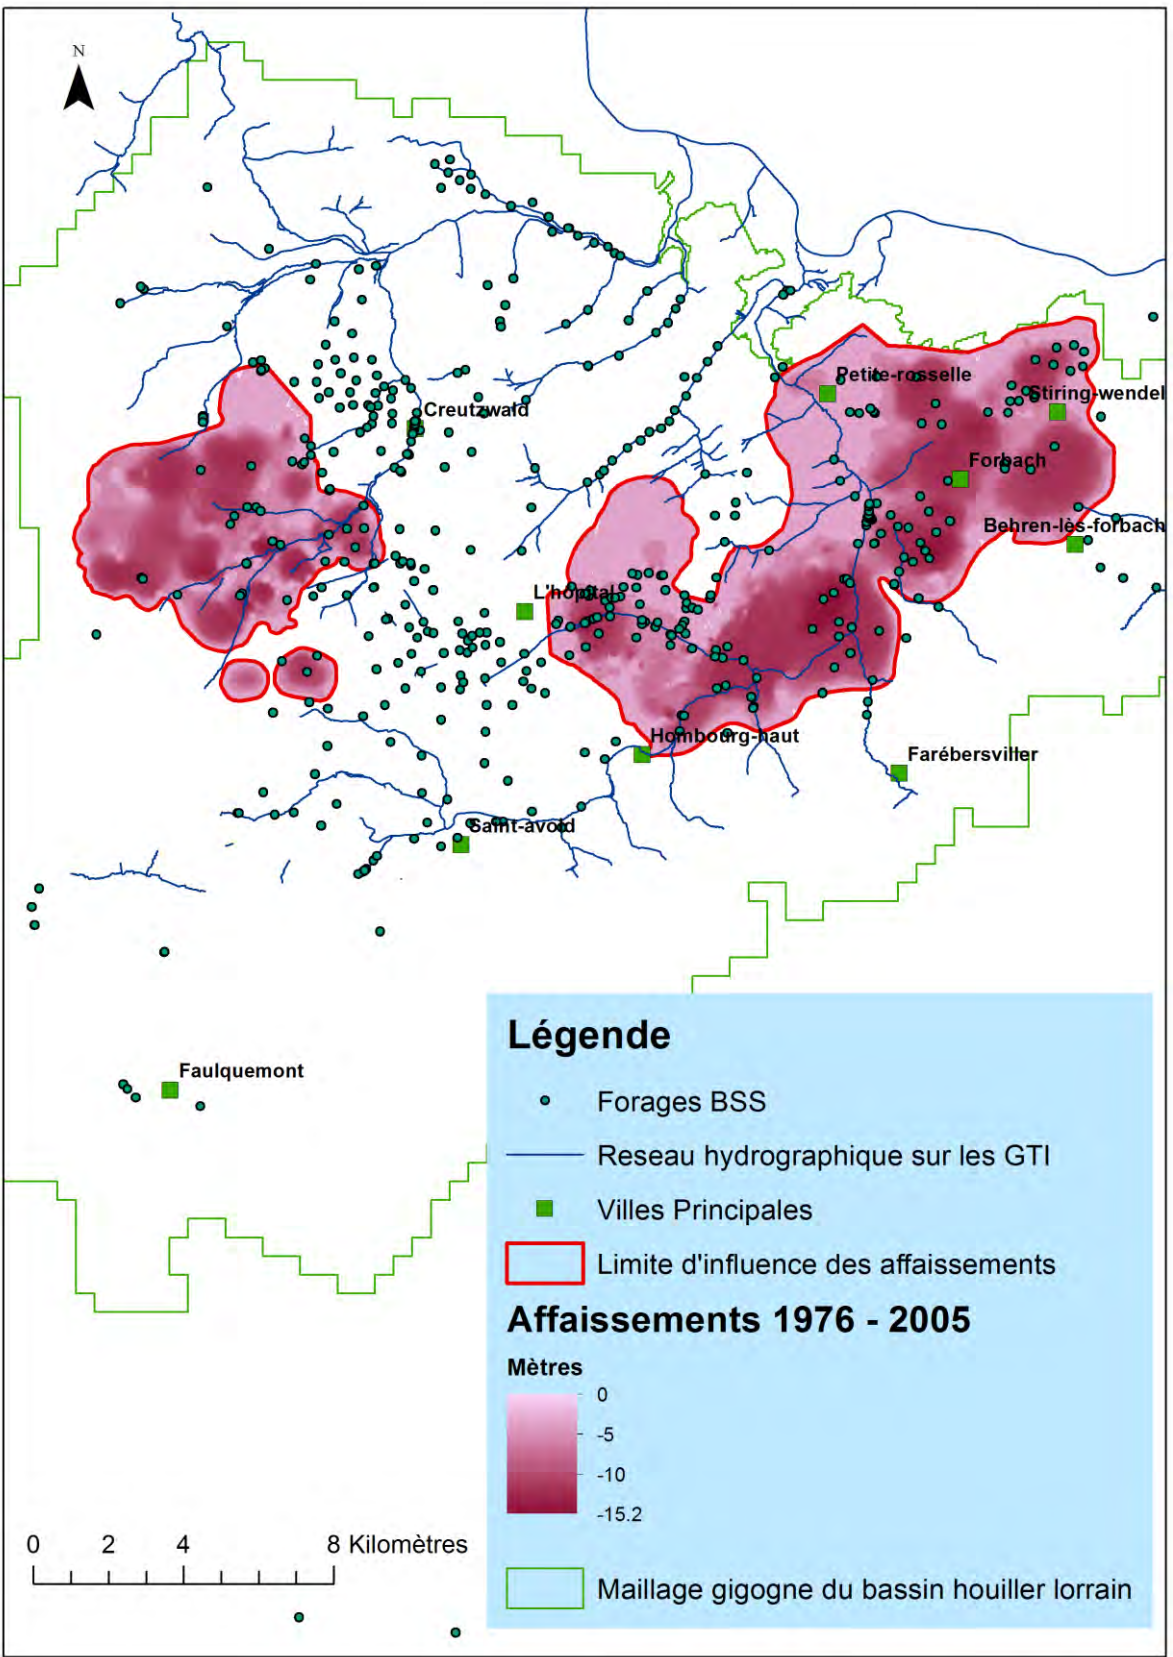 N
Petite-rosselle
Stiring-wendel
Creutzwald
Forbach
Behren-lès-forbach
L'hopital
Hombourg-haut
Farébersviller
Saint-avold
Faulquemont
Légende
Forages BSS
Reseau hydrographique sur les GTI
Villes Principales
Limite d'influence des affaissements
Affaissements 1976 - 2005
Mètres
0
-5
-10
-15.2
Maillage gigogne du bassin houiller lorrain
0 2 4 8 Kilomètres